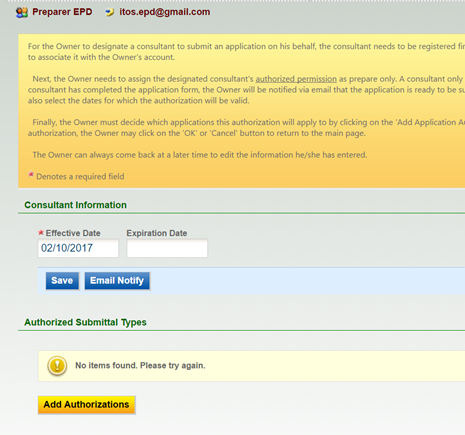 Preparer EPD itos.epd@gmail.com
For the Owner to designate a consultant to submit an application on his behalf, the consultant needs to be registered
to associate it with the Owner's account.
Next, the Owner needs to assign the designated consultant's authorized permission as prepare only. A consultant only
consultant has completed the application form, the Owner will be notified via email that the application is ready to be
also select the dates for which the authorization will be valid.
Finally, the Owner must decide which applications this authorization will apply to by clicking on the 'Add Application
authorization, the Owner may click on the 'OK' or 'Cancel' button to return to the main page.
The Owner can always come back at a later time to edit the information he/she has entered.
* Denotes a required field
Consultant Information
* Effective Date Expiration Date
02/10/2017
Save Email Notify
Authorized Submittal Types
No items found. Please try again.
Add Authorizations